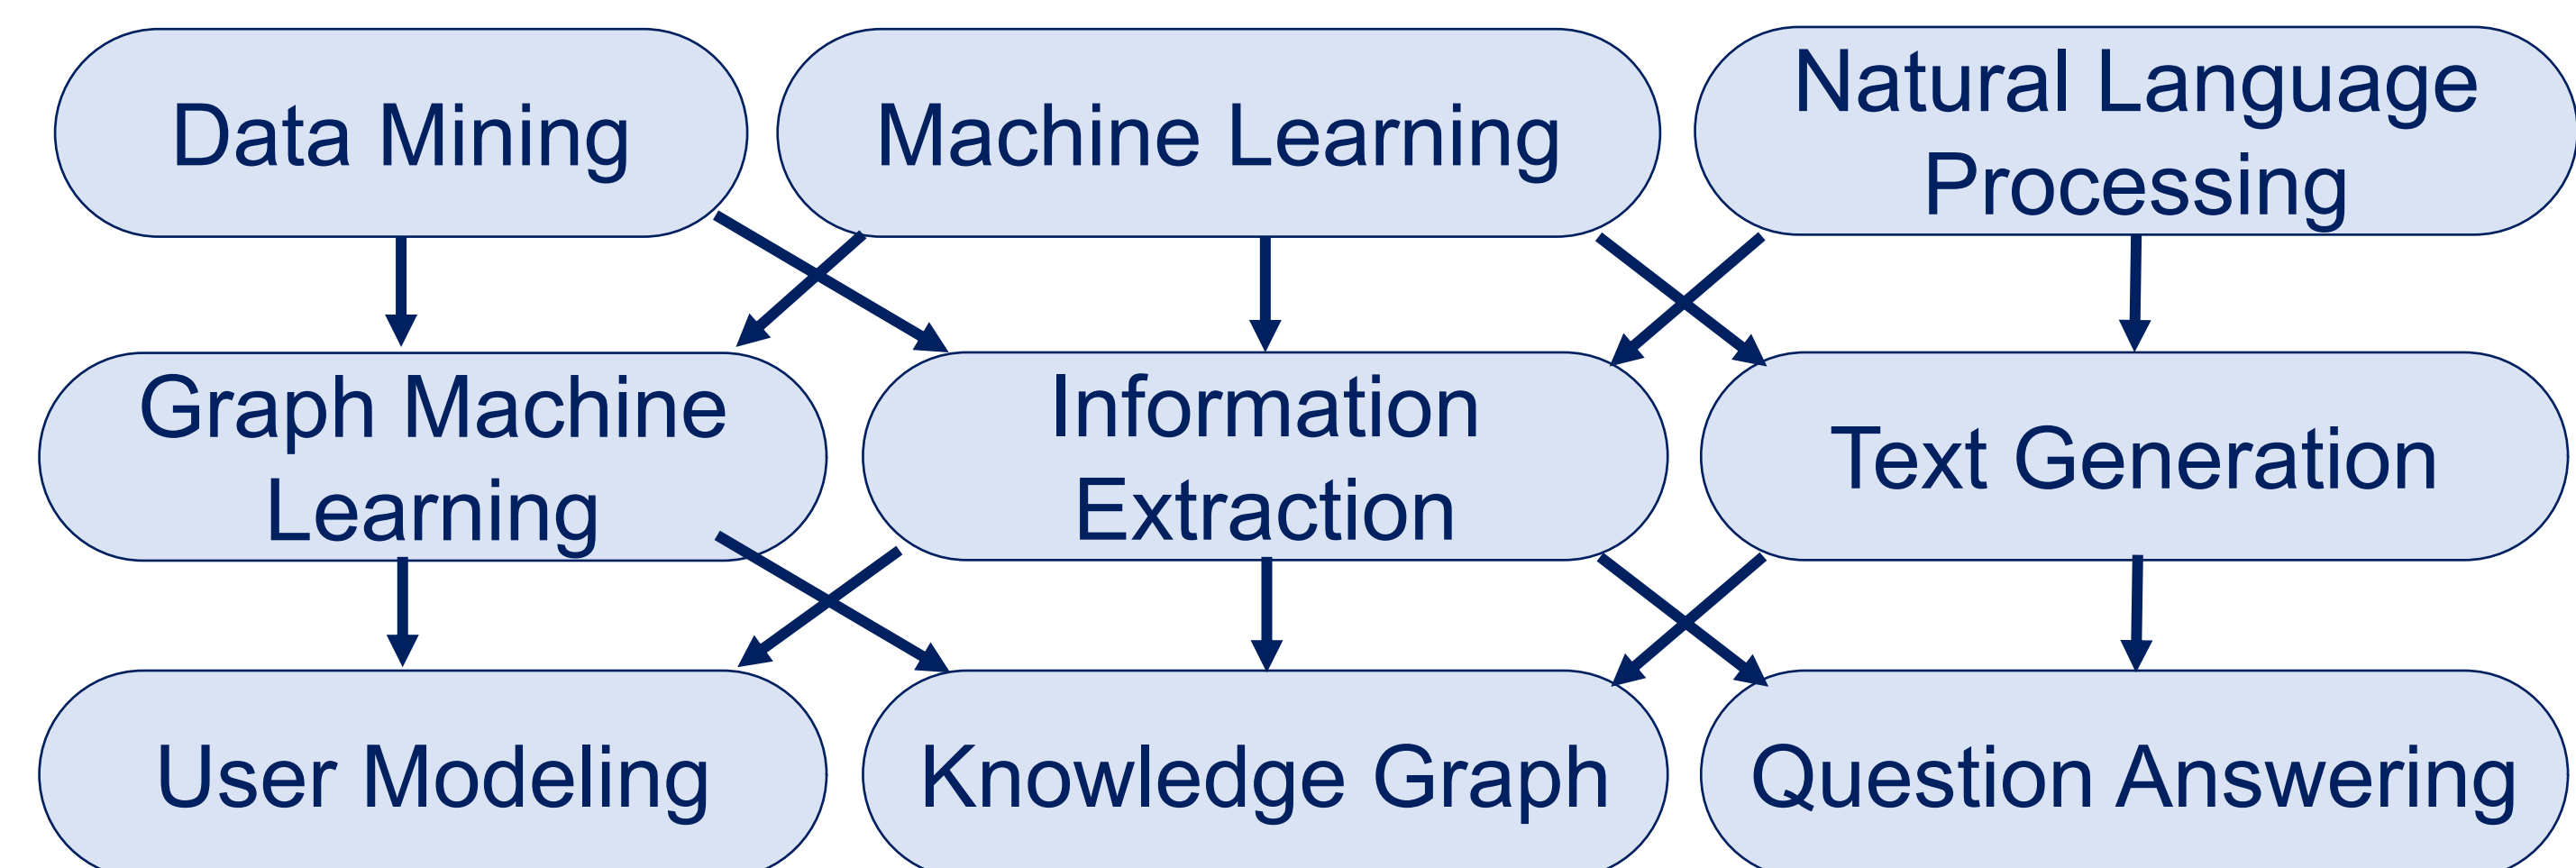 Data Mining
Machine Learning
Natural Language
Processing
Graph Machine
Learning
Information
Extraction
Text Generation
User Modeling
Knowledge Graph
Question Answering